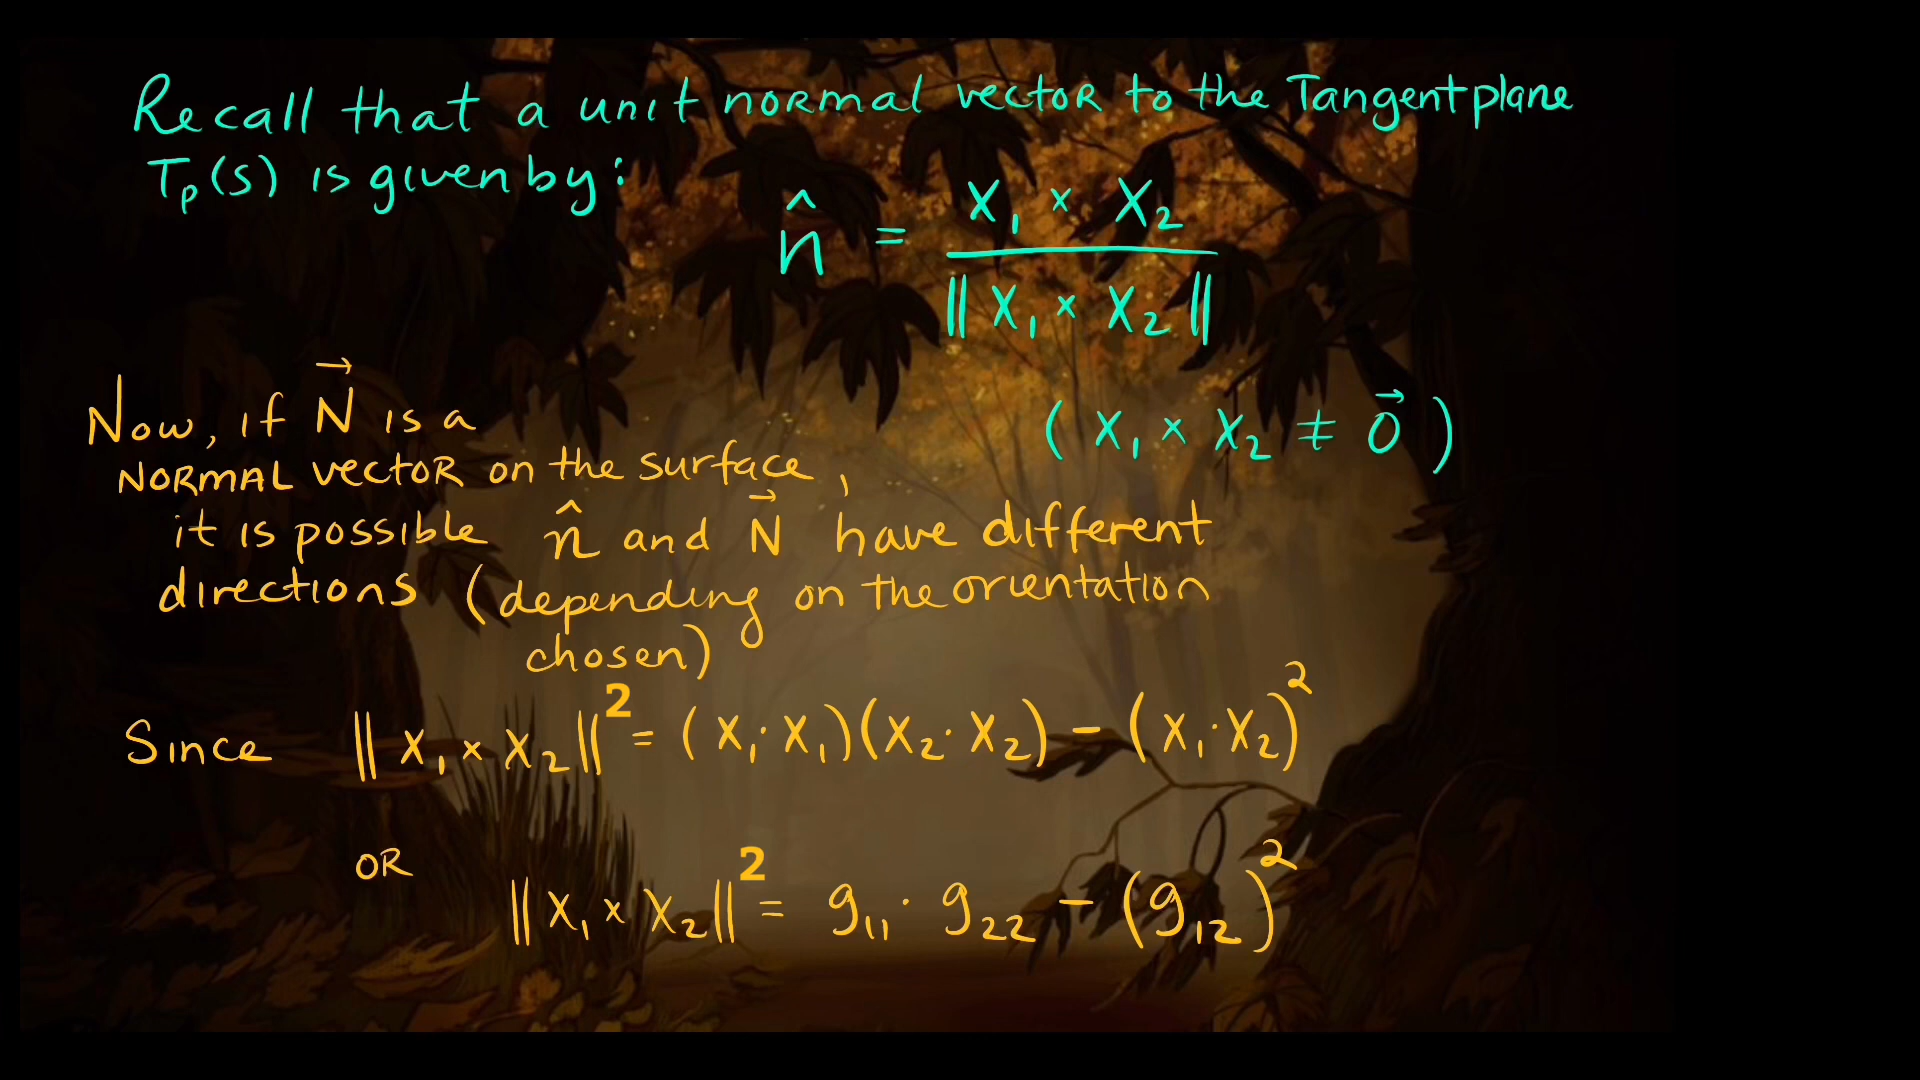 Recall that a unit normal vector to the Tangent plane
Tₚ(S) is given by:
n̂ = X₁ × X₂ / ‖ X₁ × X₂ ‖
( X₁ × X₂ ≠ 0⃗ )
Now, if N⃗ is a
NORMAL vector on the surface,
it is possible n̂ and N⃗ have different
directions (depending on the orientation
chosen)
Since ‖ X₁ × X₂ ‖² = (X₁·X₁)(X₂·X₂) − (X₁·X₂)²
OR
‖ X₁ × X₂ ‖² = g₁₁ · g₂₂ − (g₁₂)²